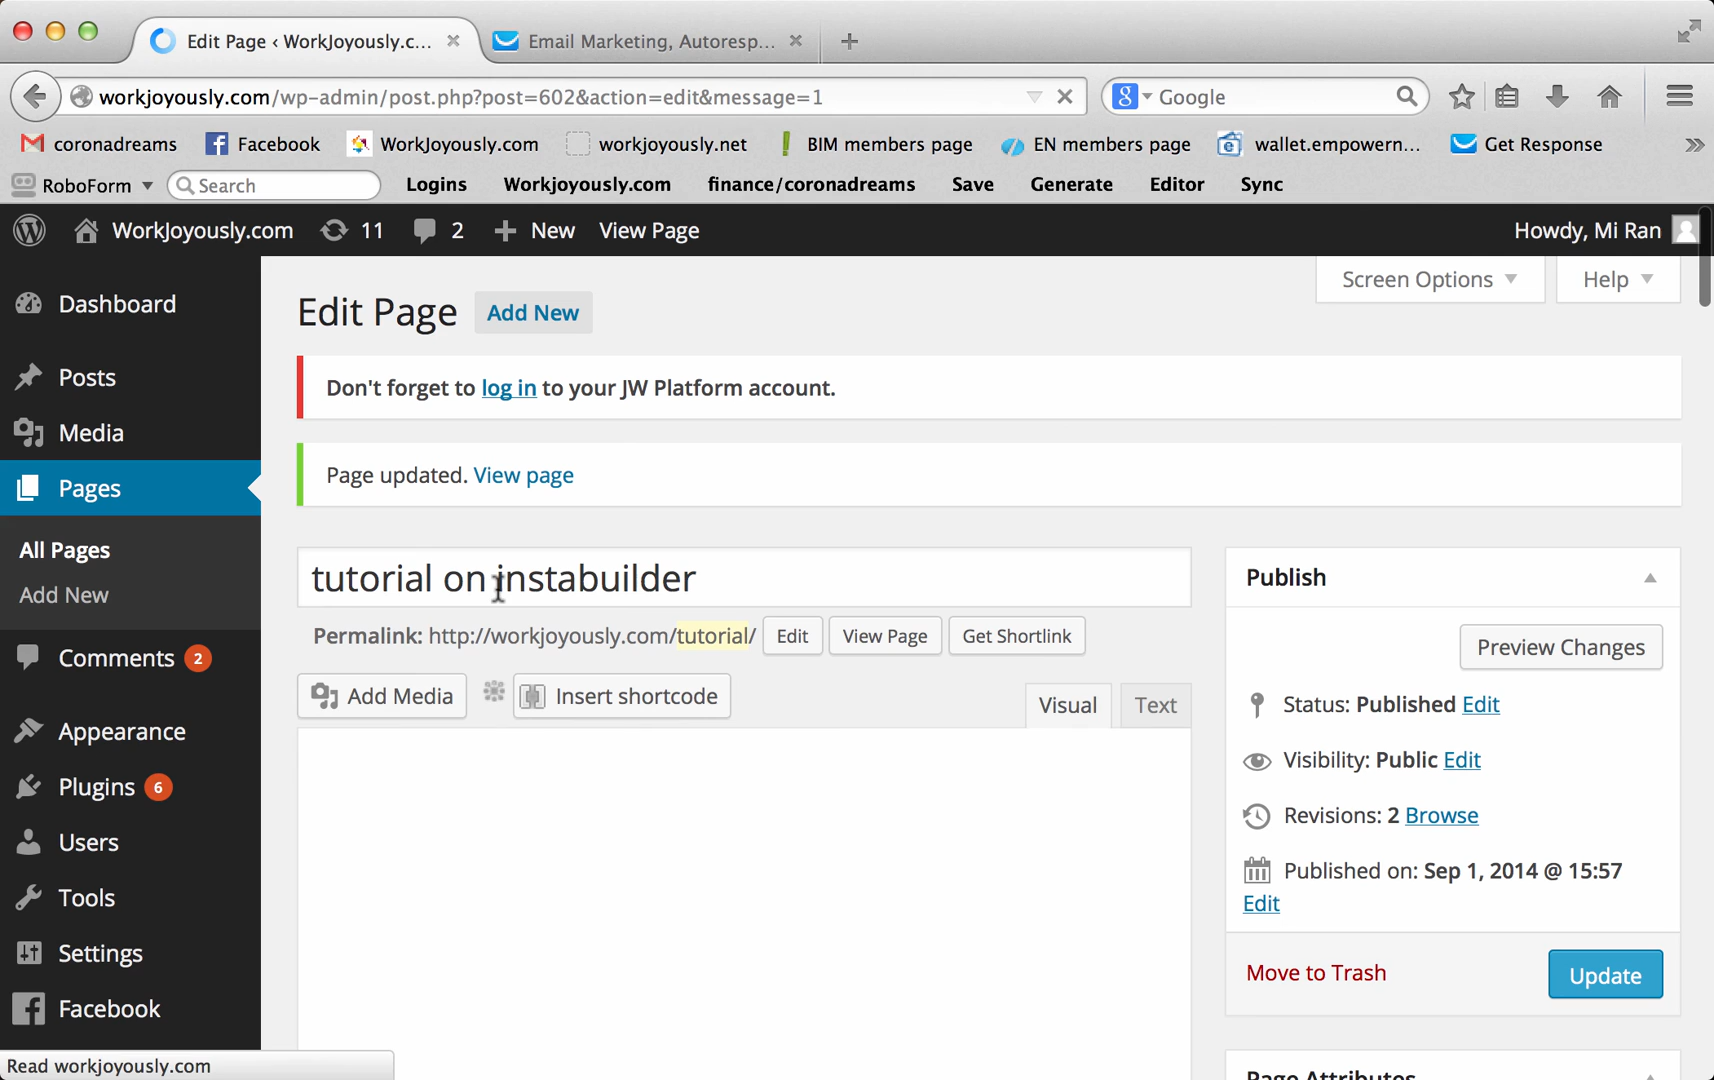 Edit Page ‹ WorkJoyously.c...
Email Marketing, Autoresp...
workjoyously.com/wp-admin/post.php?post=602&action=edit&message=1
Google
coronadreams Facebook WorkJoyously.com workjoyously.net BIM members page EN members page wallet.empowern... Get Response
RoboForm Search Logins Workjoyously.com finance/coronadreams Save Generate Editor Sync
WorkJoyously.com 11 2 New View Page Howdy, Mi Ran
Screen Options Help
Dashboard
Posts
Media
Pages
All Pages
Add New
Comments 2
Appearance
Plugins 6
Users
Tools
Settings
Facebook
Edit Page Add New
Don't forget to log in to your JW Platform account.
Page updated. View page
tutorial on instabuilder
Permalink: http://workjoyously.com/tutorial/ Edit View Page Get Shortlink
Add Media Insert shortcode Visual Text
Publish
Preview Changes
Status: Published Edit
Visibility: Public Edit
Revisions: 2 Browse
Published on: Sep 1, 2014 @ 15:57
Edit
Move to Trash Update
Page Attributes
Read workjoyously.com